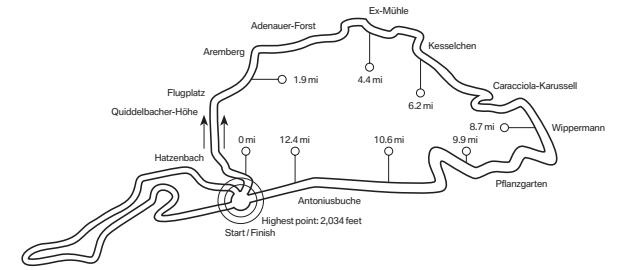 Ex-Mühle
Adenauer-Forst
Kesselchen
Aremberg
1.9 mi
4.4 mi
Flugplatz
6.2 mi
Caracciola-Karussell
Quiddelbacher-Höhe
8.7 mi
Wippermann
0 mi
12.4 mi
10.6 mi
9.9 mi
Hatzenbach
Pflanzgarten
Antoniusbuche
Highest point: 2,034 feet
Start / Finish